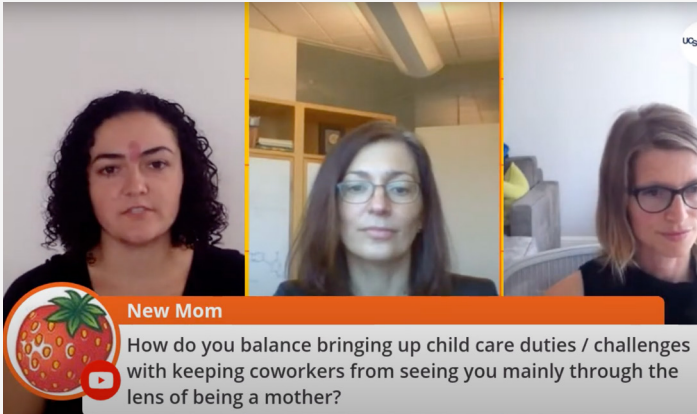 UCS
New Mom
How do you balance bringing up child care duties / challenges
with keeping coworkers from seeing you mainly through the
lens of being a mother?